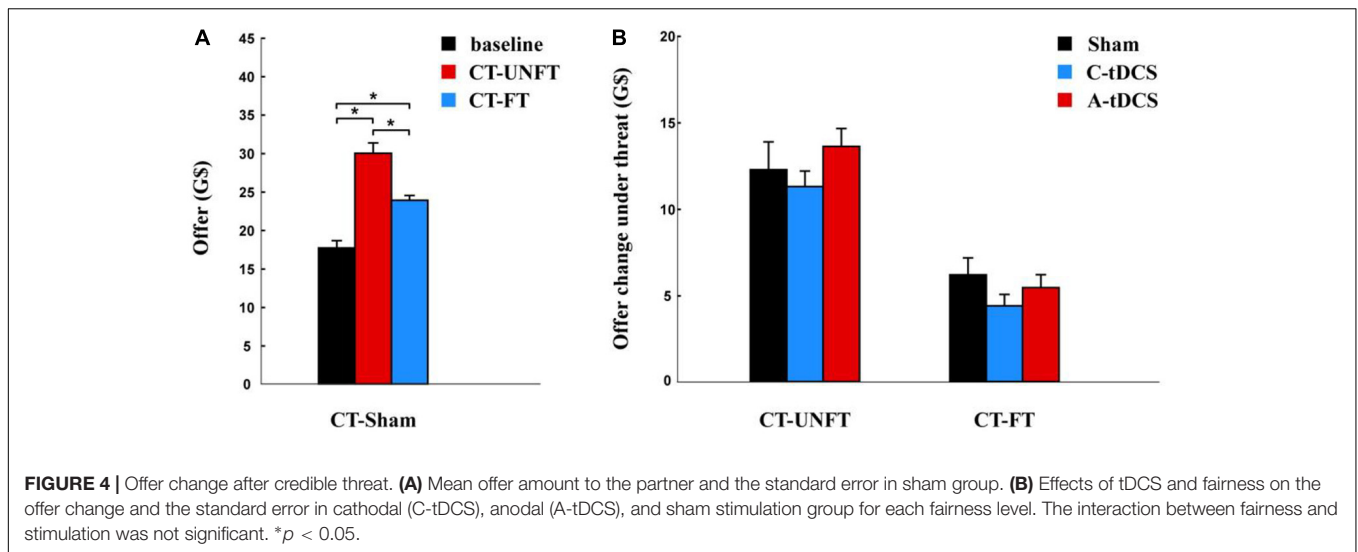 A
45
40
35
30
25
20
15
10
5
0
Offer (G$)
baseline
CT-UNFT
CT-FT
*
*
*
CT-Sham
B
20
15
10
5
0
Offer change under threat (G$)
Sham
C-tDCS
A-tDCS
CT-UNFT
CT-FT
FIGURE 4 | Offer change after credible threat. (A) Mean offer amount to the partner and the standard error in sham group. (B) Effects of tDCS and fairness on the
offer change and the standard error in cathodal (C-tDCS), anodal (A-tDCS), and sham stimulation group for each fairness level. The interaction between fairness and
stimulation was not significant. *p < 0.05.